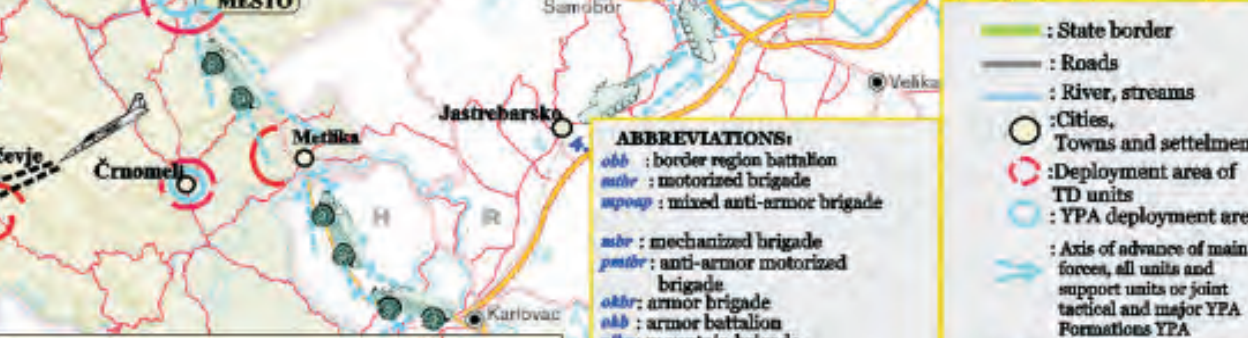 MESTO
Samobor
Velika
Jastrebarsko
Metlika
Črnomelj
čevje
H
R
Karlovac
ABBREVIATIONS:
obb : border region battalion
mtbr : motorized brigade
mpoap : mixed anti-armor brigade
mbr : mechanized brigade
pmtbr : anti-armor motorized
brigade
okbr: armor brigade
okb : armor battalion
: State border
: Roads
: River, streams
:Cities,
Towns and settelmen
:Deployment area of
TD units
: YPA deployment are
: Axis of advance of main
forces, all units and
support units or joint
tactical and major YPA
Formations YPA